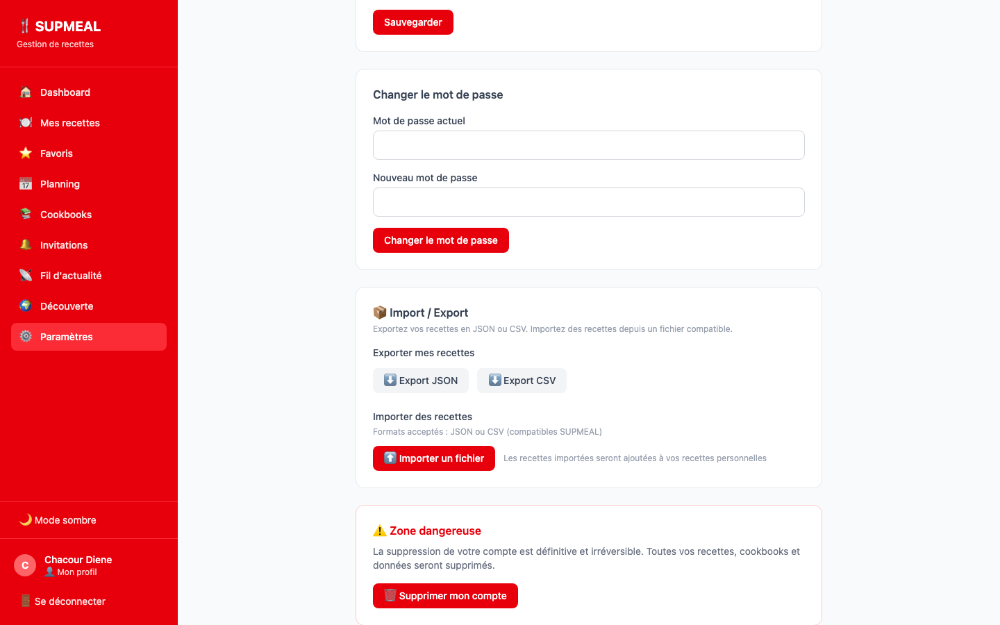 SUPMEAL
Gestion de recettes
Dashboard
Mes recettes
Favoris
Planning
Cookbooks
Invitations
Fil d'actualité
Découverte
Paramètres
Mode sombre
C
Chacour Diene
Mon profil
Se déconnecter
Sauvegarder
Changer le mot de passe
Mot de passe actuel
Nouveau mot de passe
Changer le mot de passe
Import / Export
Exportez vos recettes en JSON ou CSV. Importez des recettes depuis un fichier compatible.
Exporter mes recettes
Export JSON
Export CSV
Importer des recettes
Formats acceptés : JSON ou CSV (compatibles SUPMEAL)
Importer un fichier
Les recettes importées seront ajoutées à vos recettes personnelles
Zone dangereuse
La suppression de votre compte est définitive et irréversible. Toutes vos recettes, cookbooks et
données seront supprimés.
Supprimer mon compte